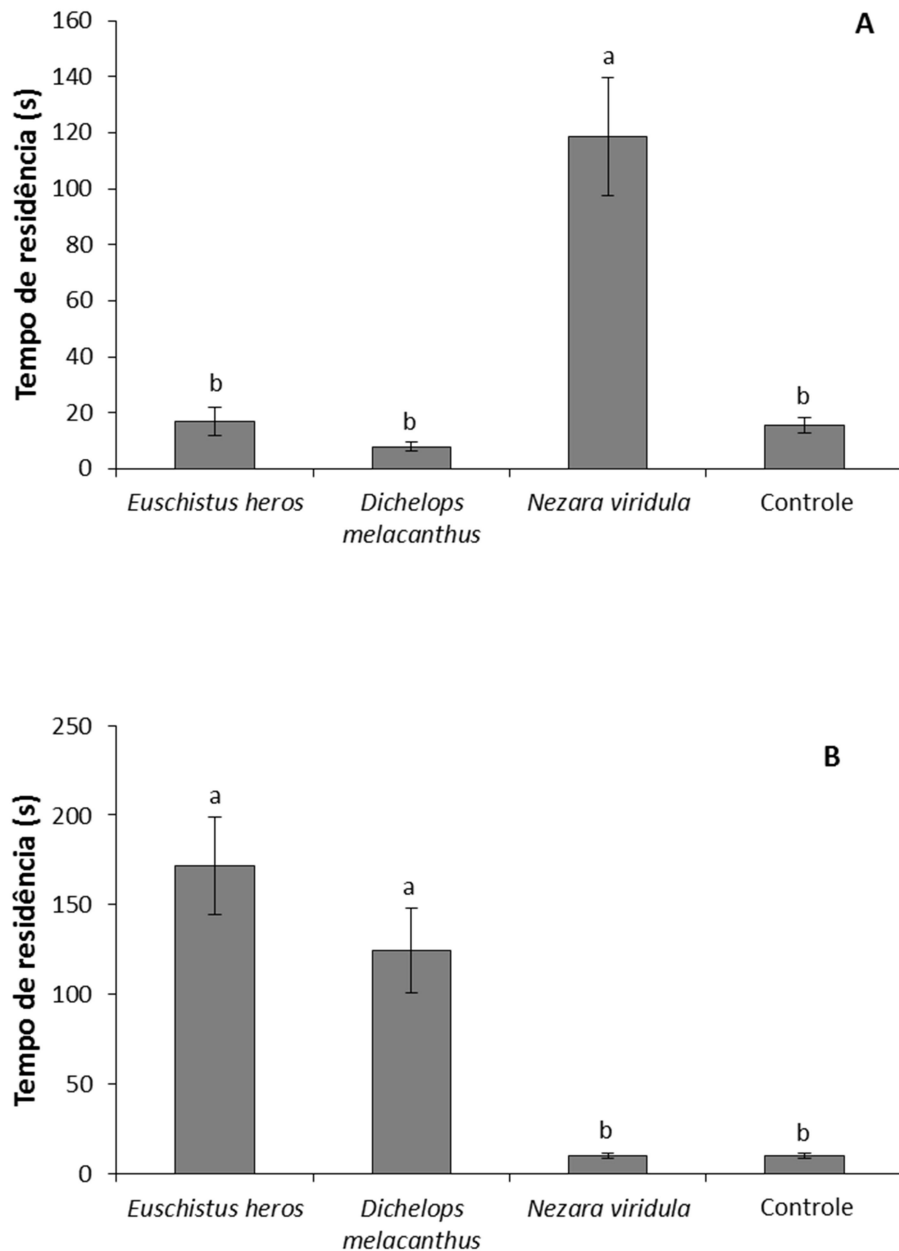 A
Tempo de residência (s)
160
140
120
100
80
60
40
20
0
b
b
a
b
Euschistus heros
Dichelops
melacanthus
Nezara viridula
Controle
B
Tempo de residência (s)
250
200
150
100
50
0
a
a
b
b
Euschistus heros
Dichelops
melacanthus
Nezara viridula
Controle